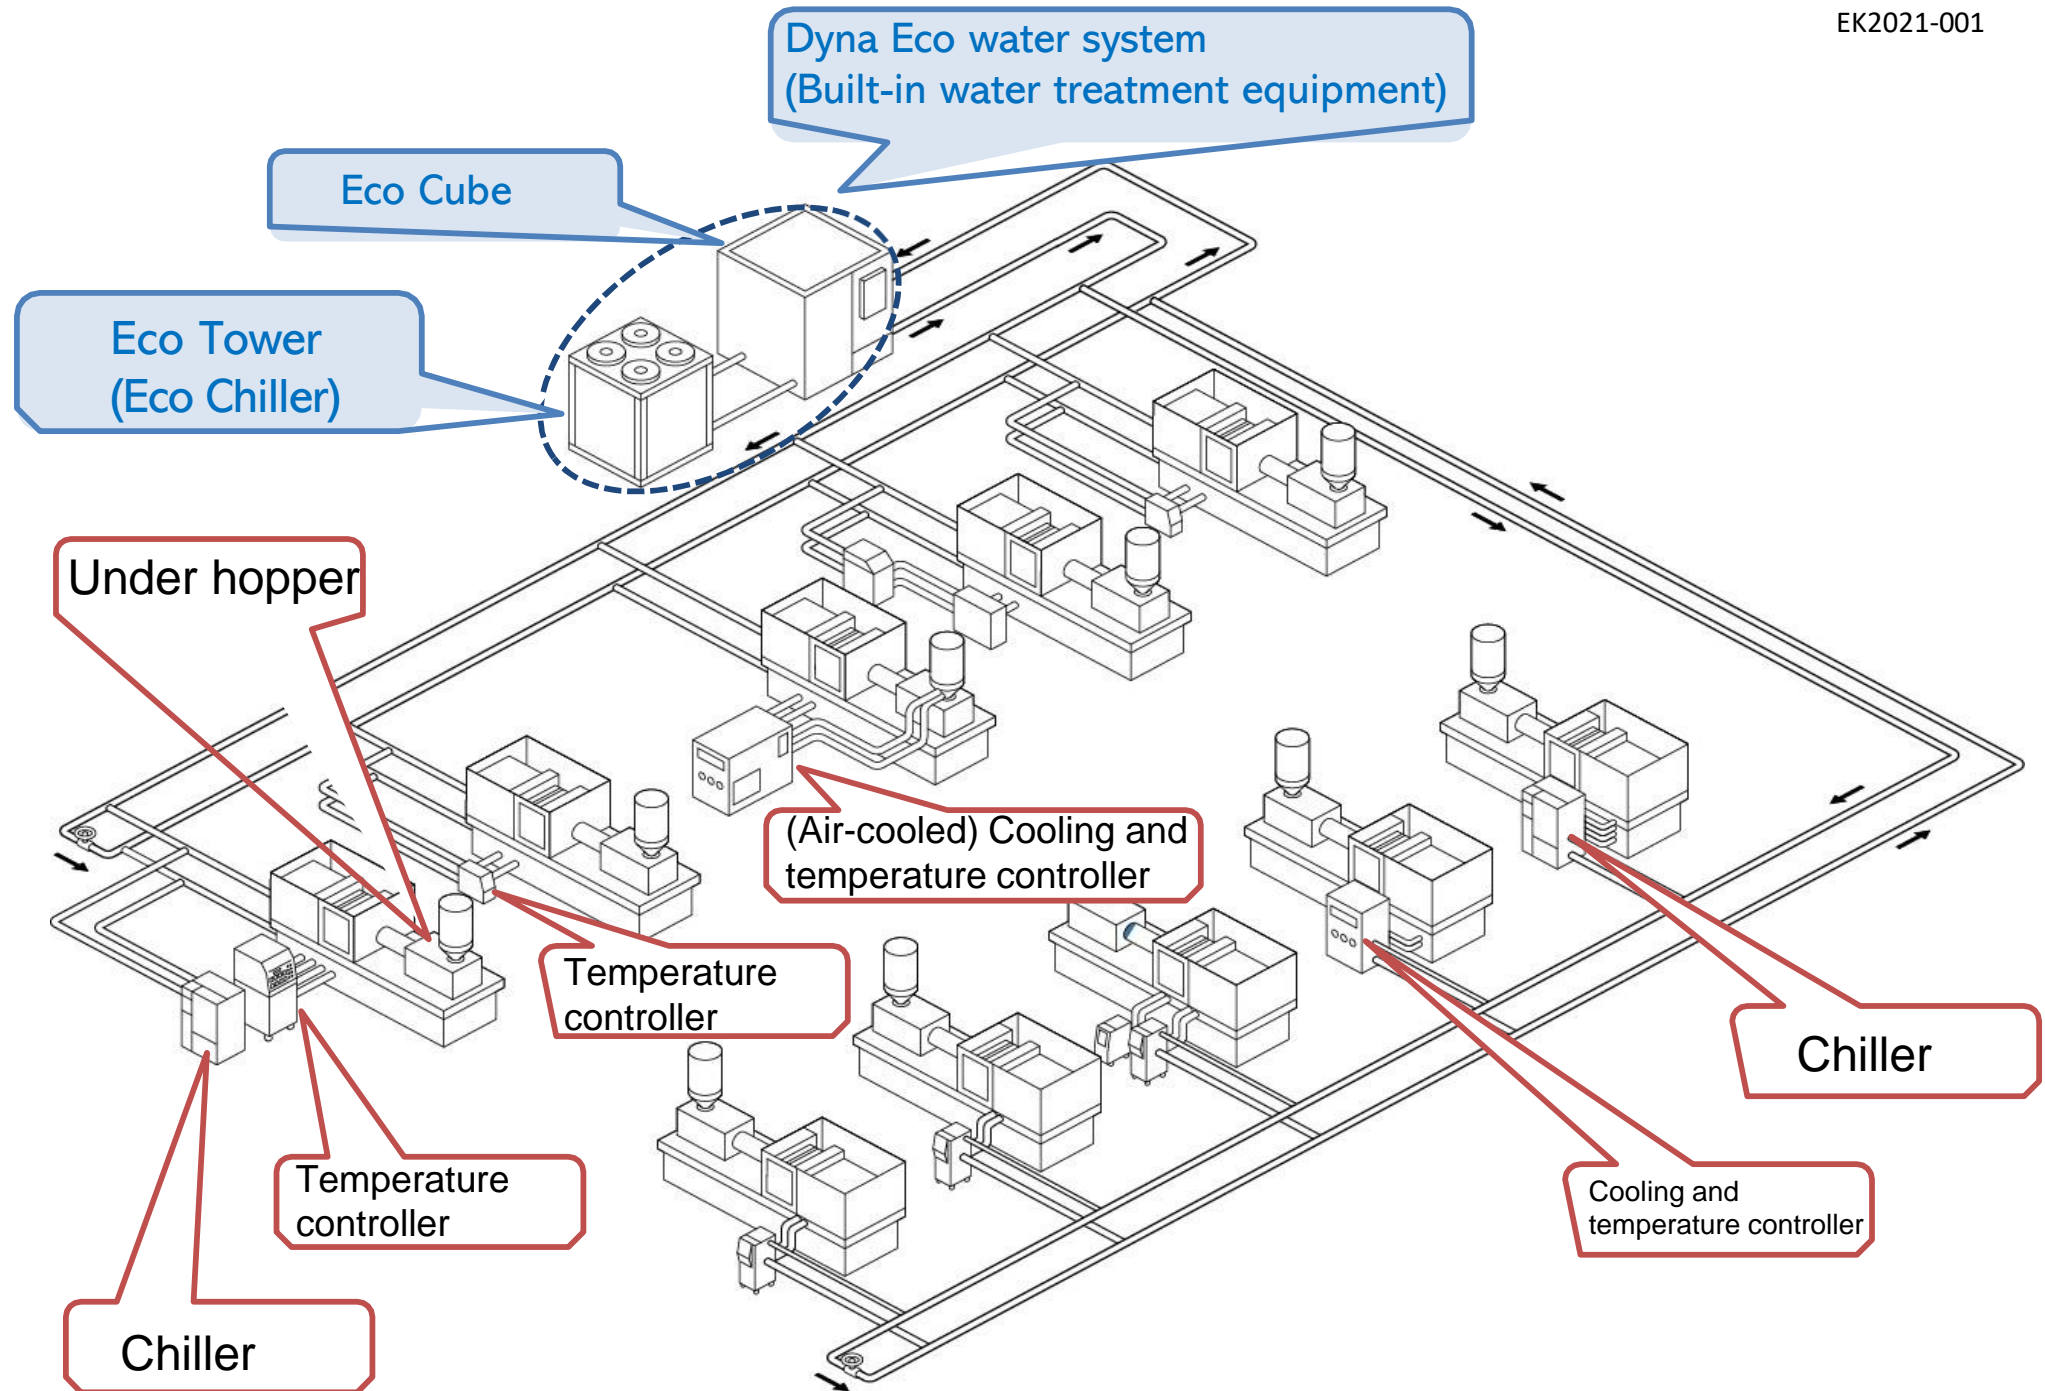 EK2021-001
Dyna Eco water system
(Built-in water treatment equipment)
Eco Cube
Eco Tower
(Eco Chiller)
Under hopper
(Air-cooled) Cooling and
temperature controller
Temperature
controller
Chiller
Temperature
controller
Cooling and
temperature controller
Chiller